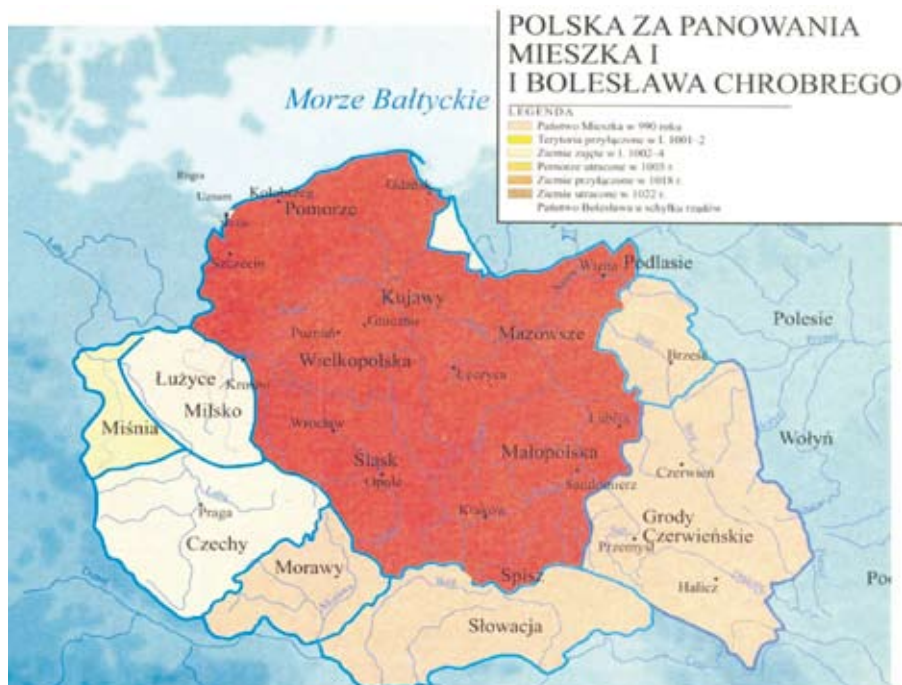 POLSKA ZA PANOWANIA
MIESZKA I
I BOLESŁAWA CHROBREGO
LEGENDA
Państwo Mieszka w 990 roku
Terytoria przyłączone w l. 1001-2
Ziemie zajęte w l. 1002-4
Pomorze utracone w 1005 r.
Ziemie przyłączone w 1018 r.
Ziemie utracone w 1022 r.
Państwo Bolesława u schyłku rządów
Morze Bałtyckie
Uznam
Kołobrzeg
Gdańsk
Pomorze
Szczecin
Wizna
Podlasie
Kujawy
Gniezno
Poznań
Mazowsze
Polesie
Wielkopolska
Łęczyca
Brześć
Łużyce
Milsko
Miśnia
Wrocław
Lublin
Wołyń
Śląsk
Opole
Małopolska
Sandomierz
Czerwień
Łaba
Praga
Kraków
Grody
Czerwieńskie
Przemyśl
Czechy
Morawy
Spisz
Halicz
Słowacja